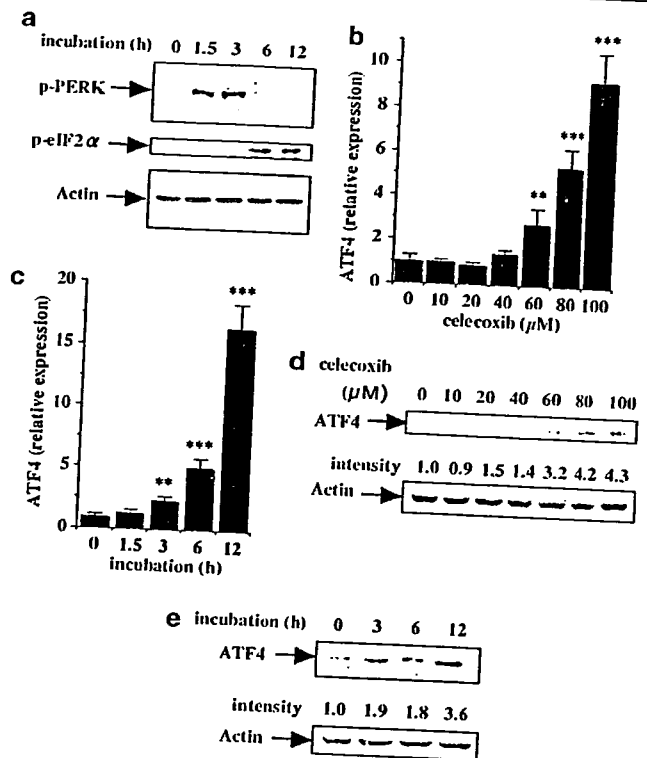 a
incubation (h) 0 1.5 3 6 12
p-PERK
p-eIF2α
Actin
b
ATF4 (relative expression)
10
8
6
4
2
0
**
***
***
0 10 20 40 60 80 100
celecoxib (μM)
c
ATF4 (relative expression)
20
15
10
5
0
**
***
***
0 1.5 3 6 12
incubation (h)
d
celecoxib
(μM) 0 10 20 40 60 80 100
ATF4
intensity 1.0 0.9 1.5 1.4 3.2 4.2 4.3
Actin
e
incubation (h) 0 3 6 12
ATF4
intensity 1.0 1.9 1.8 3.6
Actin